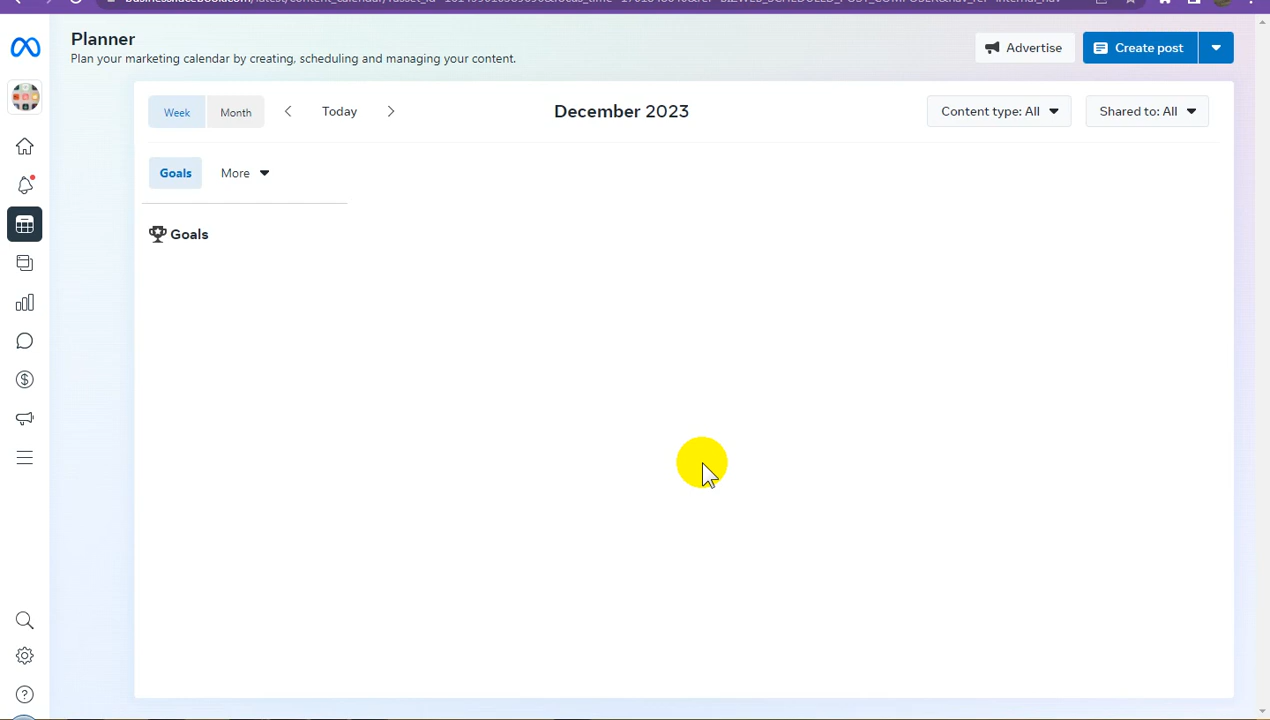 Planner
Plan your marketing calendar by creating, scheduling and managing your content.
Advertise
Create post
Week
Month
Today
December 2023
Content type: All
Shared to: All
Goals
More
Goals